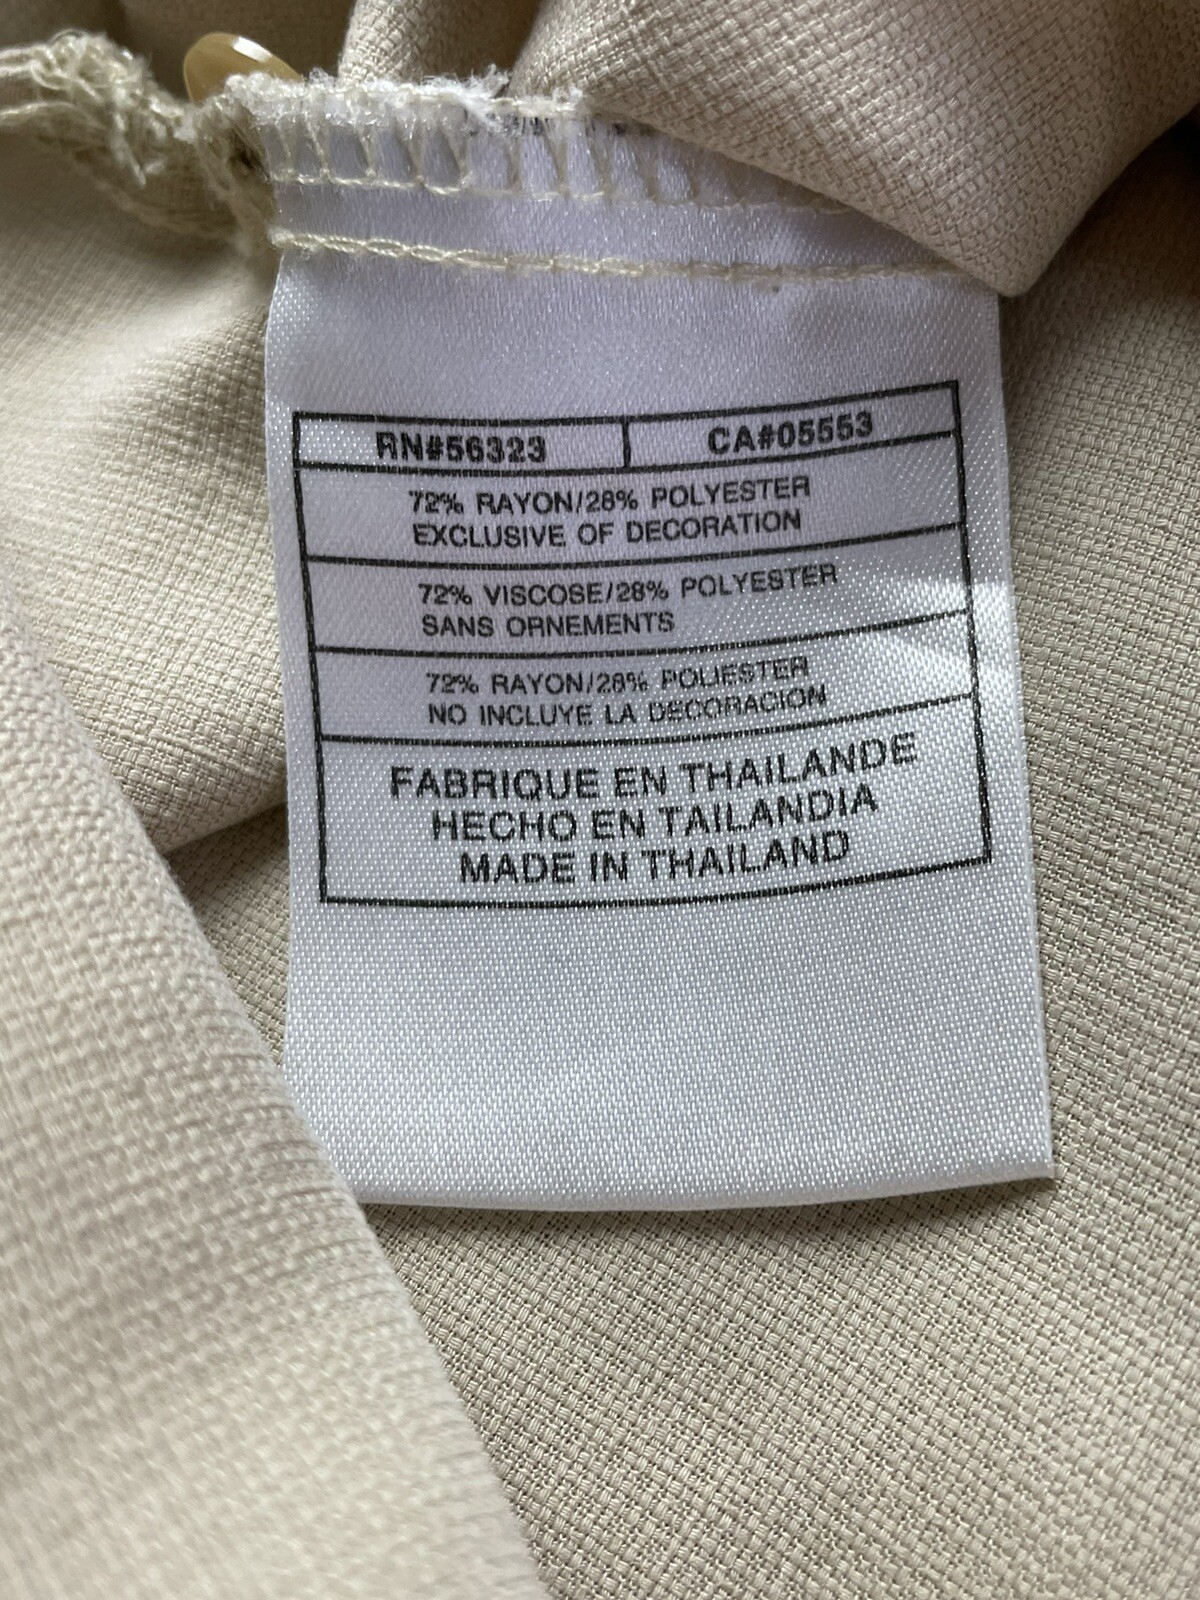 RN#56323 CA#05553
72% RAYON/28% POLYESTER
EXCLUSIVE OF DECORATION
72% VISCOSE/28% POLYESTER
SANS ORNEMENTS
72% RAYON/28% POLIESTER
NO INCLUYE LA DECORACION
FABRIQUE EN THAILANDE
HECHO EN TAILANDIA
MADE IN THAILAND